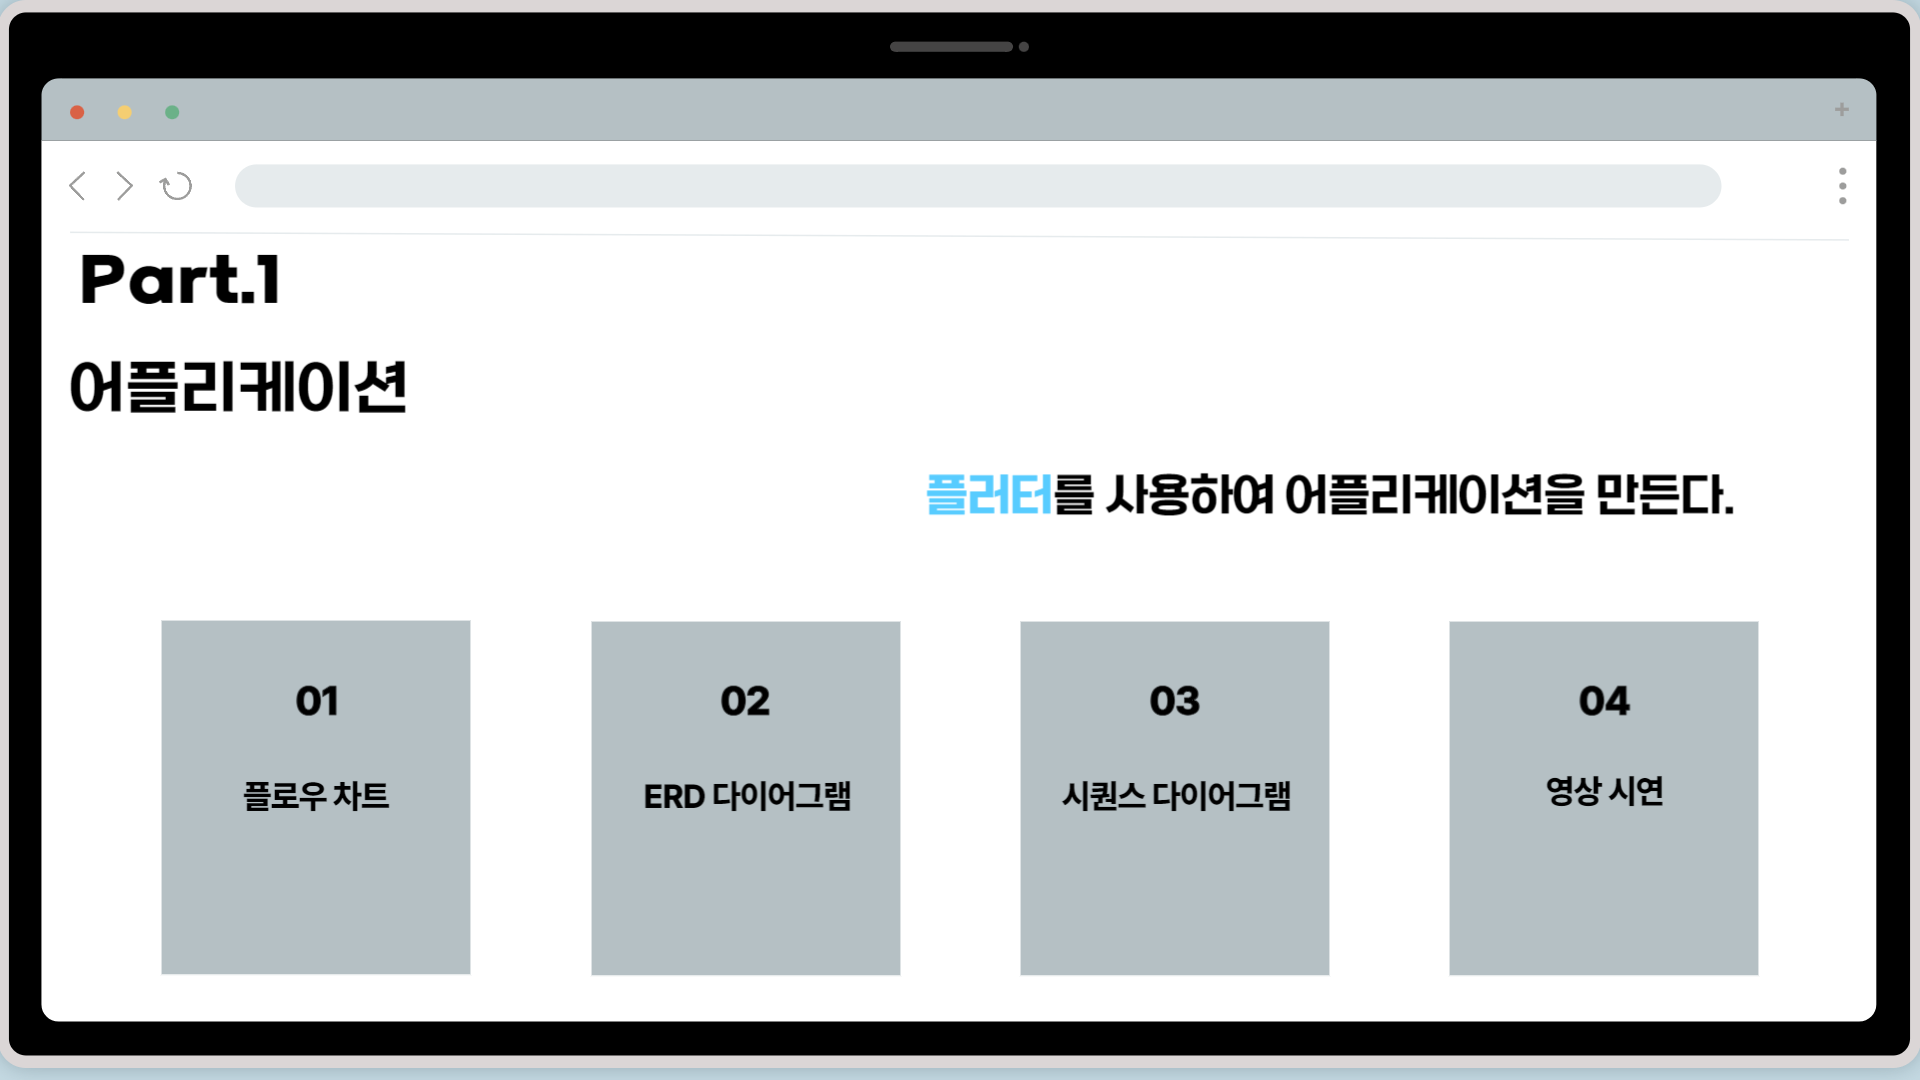 Part.1
어플리케이션
플러터를 사용하여 어플리케이션을 만든다.
01
플로우 차트
02
ERD 다이어그램
03
시퀀스 다이어그램
04
영상 시연